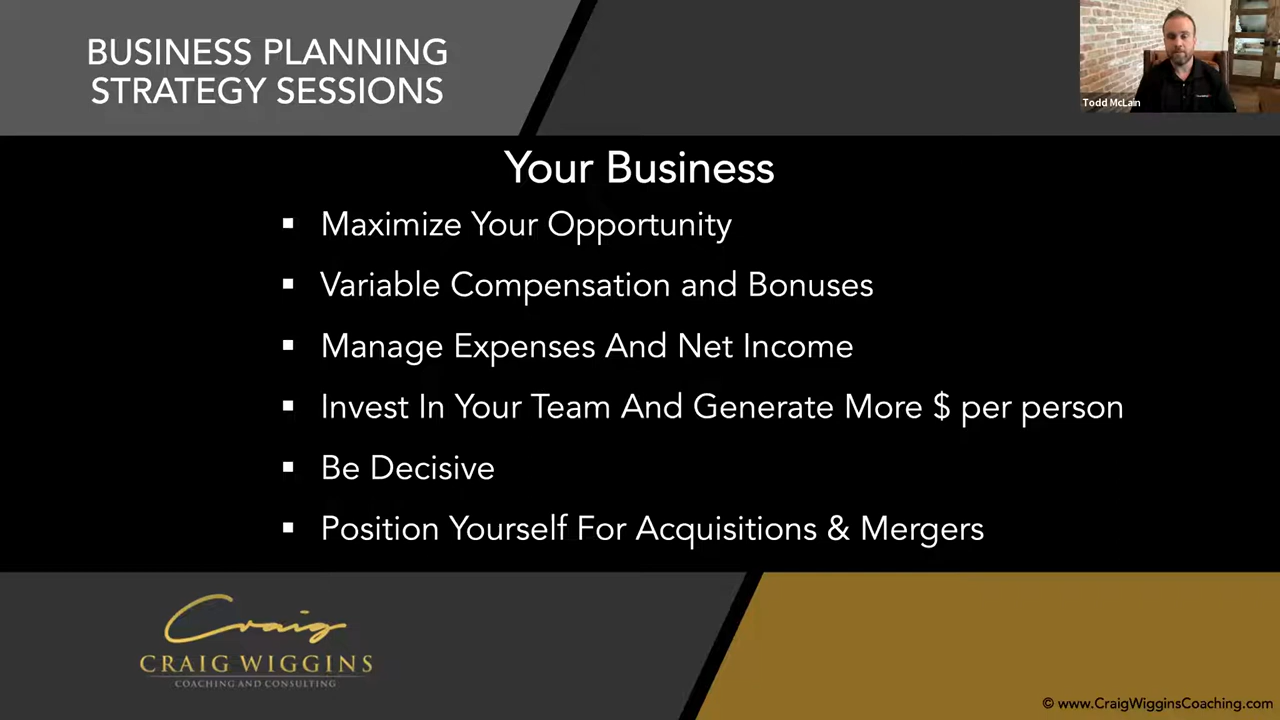 BUSINESS PLANNING
STRATEGY SESSIONS
Todd McLain
Your Business
▪ Maximize Your Opportunity
▪ Variable Compensation and Bonuses
▪ Manage Expenses And Net Income
▪ Invest In Your Team And Generate More $ per person
▪ Be Decisive
▪ Position Yourself For Acquisitions & Mergers
Craig
CRAIG WIGGINS
COACHING AND CONSULTING
© www.CraigWigginsCoaching.com